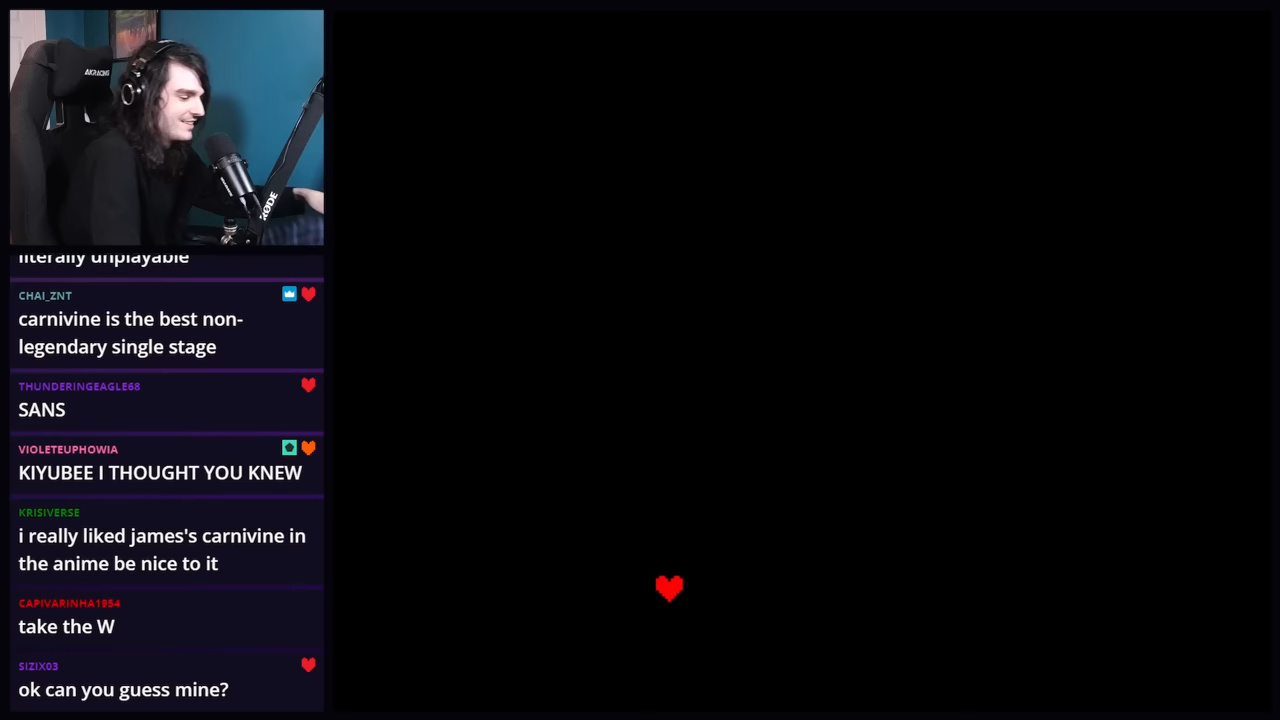 AKRACING
RØDE
literally unplayable
CHAI_ZNT
carnivine is the best non-
legendary single stage
THUNDERINGEAGLE68
SANS
VIOLETEUPHOWIA
KIYUBEE I THOUGHT YOU KNEW
KRISIVERSE
i really liked james's carnivine in
the anime be nice to it
CAPIVARINHA1954
take the W
SIZIX03
ok can you guess mine?